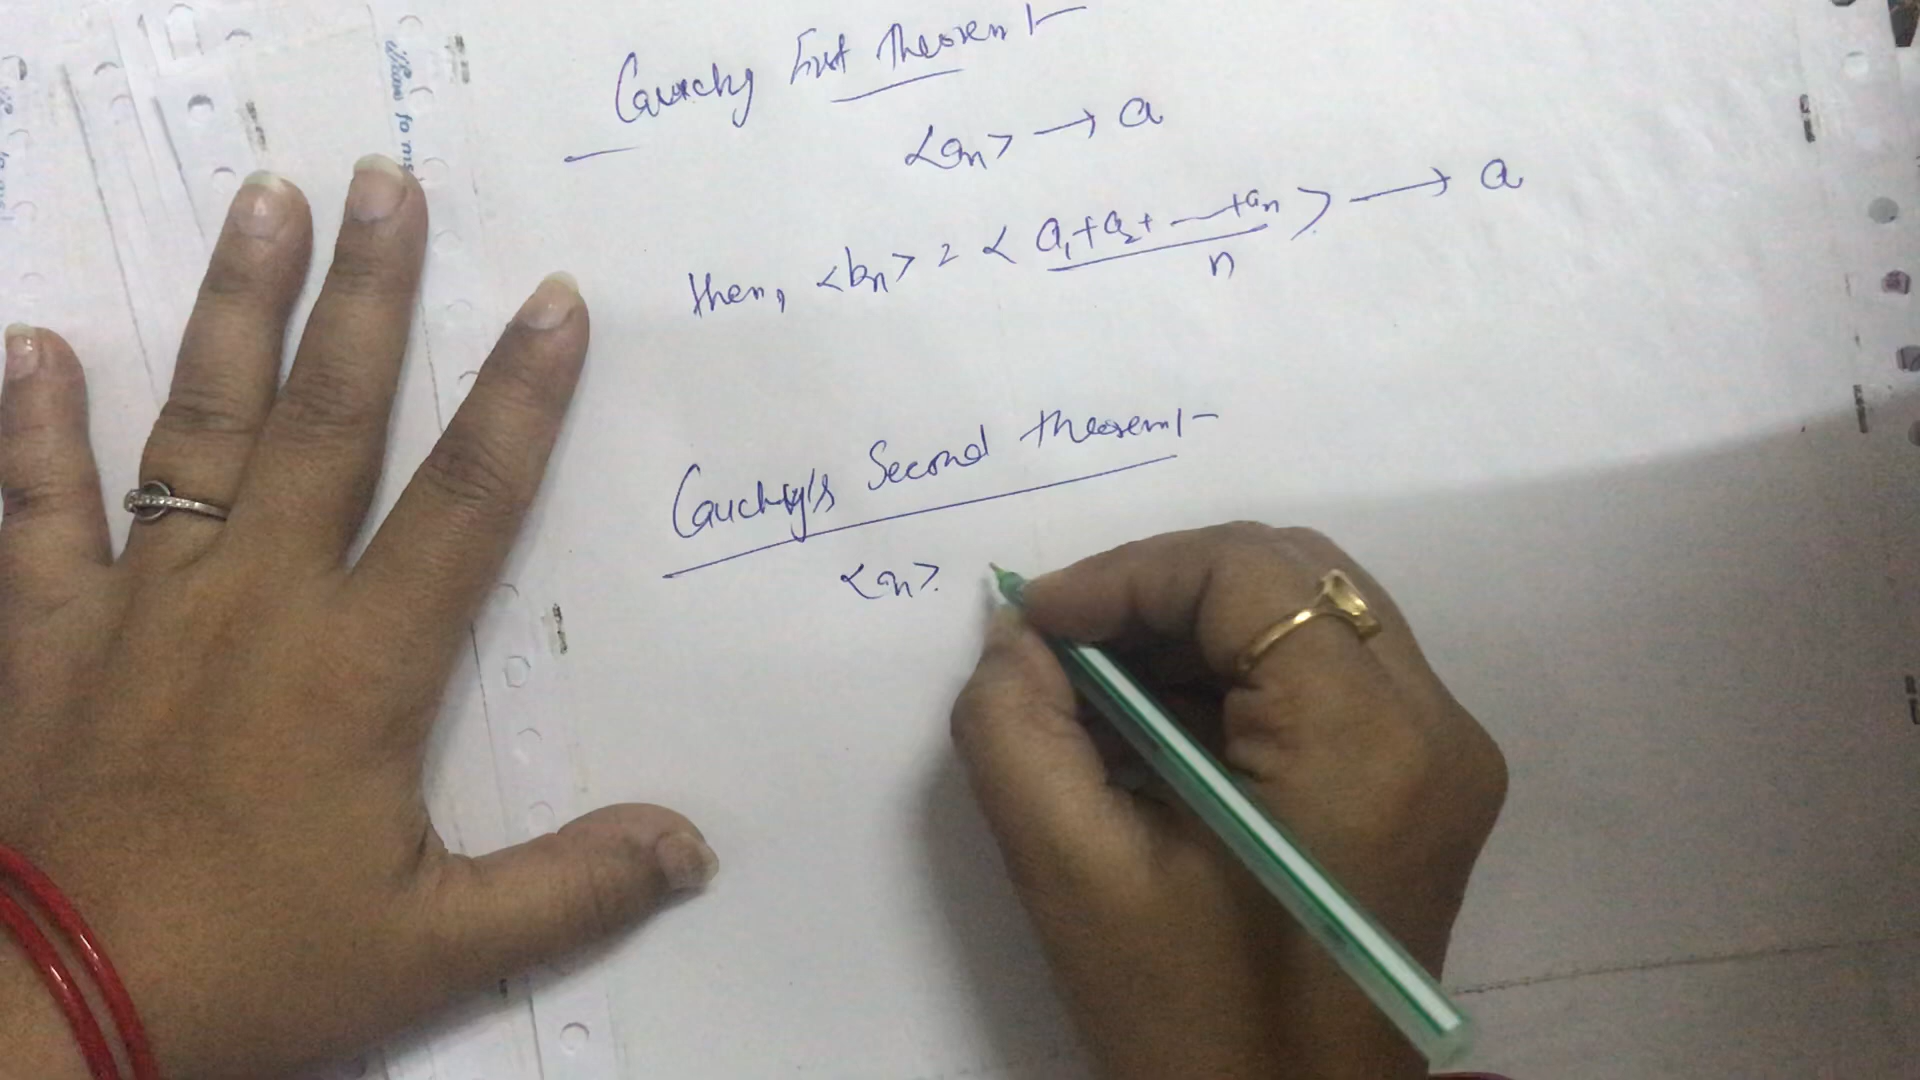 Cauchy First Theorem :-
<an> → a
then, <bn> = < a1+a2+ —+an / n > → a
Cauchy's Second theorem :-
<an>